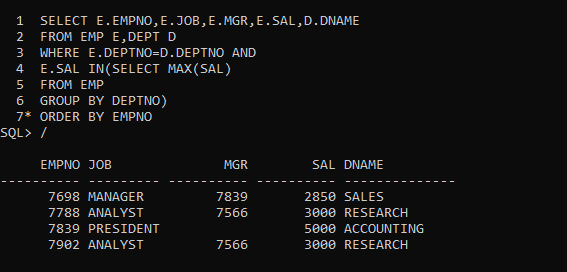 1  SELECT E.EMPNO,E.JOB,E.MGR,E.SAL,D.DNAME
2  FROM EMP E,DEPT D
3  WHERE E.DEPTNO=D.DEPTNO AND
4  E.SAL IN(SELECT MAX(SAL)
5  FROM EMP
6  GROUP BY DEPTNO)
7* ORDER BY EMPNO
SQL> /
EMPNO JOB              MGR        SAL DNAME
---------- --------- ---------- ---------- --------------
7698 MANAGER         7839       2850 SALES
7788 ANALYST         7566       3000 RESEARCH
7839 PRESIDENT                  5000 ACCOUNTING
7902 ANALYST         7566       3000 RESEARCH